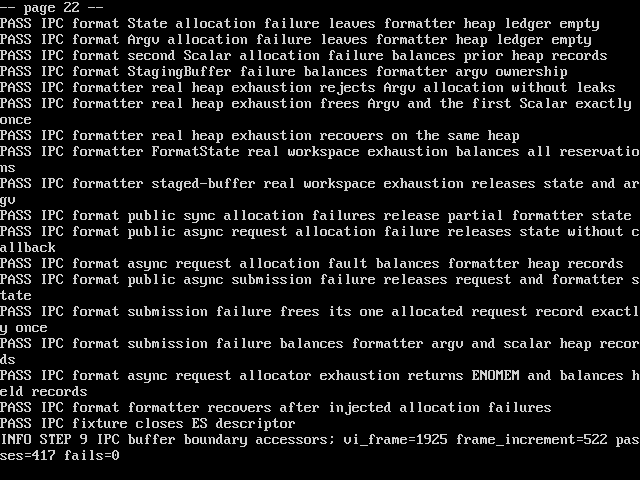 -- page 22 --
PASS IPC format State allocation failure leaves formatter heap ledger empty
PASS IPC format Argv allocation failure leaves formatter heap ledger empty
PASS IPC format second Scalar allocation failure balances prior heap records
PASS IPC format StagingBuffer failure balances formatter argv ownership
PASS IPC formatter real heap exhaustion rejects Argv allocation without leaks
PASS IPC formatter real heap exhaustion frees Argv and the first Scalar exactly
once
PASS IPC formatter real heap exhaustion recovers on the same heap
PASS IPC formatter FormatState real workspace exhaustion balances all reservatio
ns
PASS IPC formatter staged-buffer real workspace exhaustion releases state and ar
gv
PASS IPC format public sync allocation failures release partial formatter state
PASS IPC format public async request allocation failure releases state without c
allback
PASS IPC format async request allocation fault balances formatter heap records
PASS IPC format public async submission failure releases request and formatter s
tate
PASS IPC format submission failure frees its one allocated request record exactl
y once
PASS IPC format submission failure balances formatter argv and scalar heap recor
ds
PASS IPC format async request allocator exhaustion returns ENOMEM and balances h
eld records
PASS IPC format formatter recovers after injected allocation failures
PASS IPC fixture closes ES descriptor
INFO STEP 9 IPC buffer boundary accessors; vi_frame=1925 frame_increment=522 pas
ses=417 fails=0